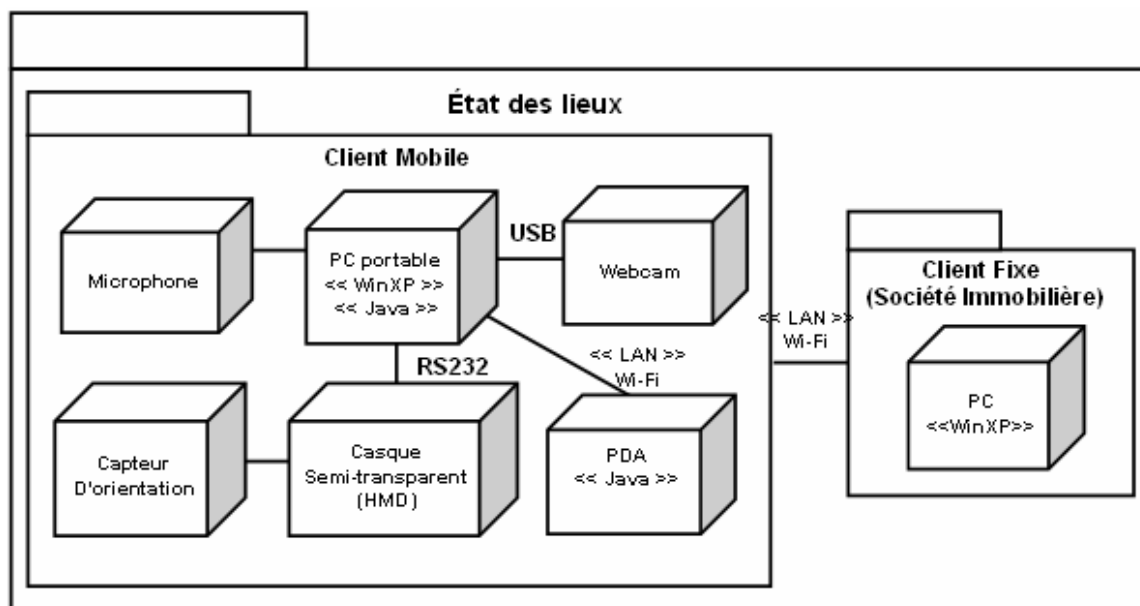 État des lieux
Client Mobile
Microphone
PC portable
<< WinXP >>
<< Java >>
USB
Webcam
RS232
<< LAN >>
Wi-Fi
Capteur
D'orientation
Casque
Semi-transparent
(HMD)
PDA
<< Java >>
<< LAN >>
Wi-Fi
Client Fixe
(Société Immobilière)
PC
<<WinXP>>